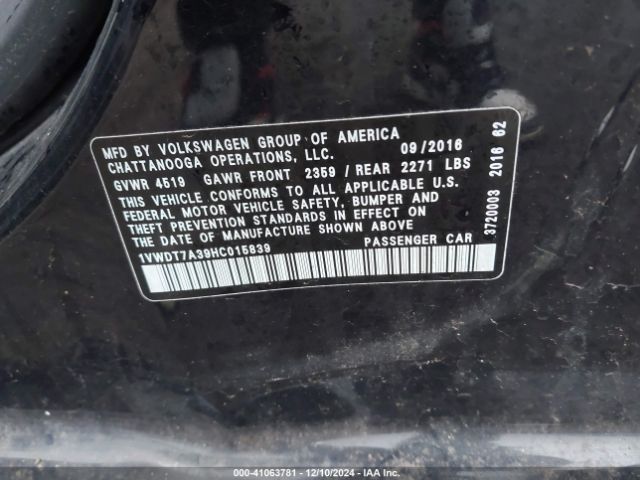 MFD BY VOLKSWAGEN GROUP OF AMERICA
CHATTANOOGA OPERATIONS, LLC. 09/2016
GVWR 4519 GAWR FRONT 2359 / REAR 2271 LBS
THIS VEHICLE CONFORMS TO ALL APPLICABLE U.S.
FEDERAL MOTOR VEHICLE SAFETY, BUMPER AND
THEFT PREVENTION STANDARDS IN EFFECT ON
THE DATE OF MANUFACTURE SHOWN ABOVE
1VWDT7A39HC015839 PASSENGER CAR
3720003 2016 62
000-41063781 - 12/10/2024 - IAA Inc.